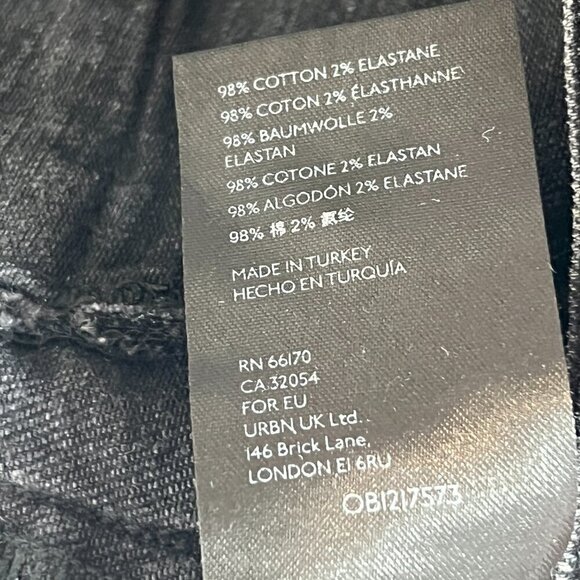 98% COTTON 2% ELASTANE
98% COTON 2% ÉLASTHANNE
98% BAUMWOLLE 2%
ELASTAN
98% COTONE 2% ELASTAN
98% ALGODÓN 2% ELASTANE
98% 棉 2% 氨纶
MADE IN TURKEY
HECHO EN TURQUÍA
RN 66170
CA 32054
FOR EU
URBN UK Ltd.
146 Brick Lane,
LONDON E1 6RU
OB1217573